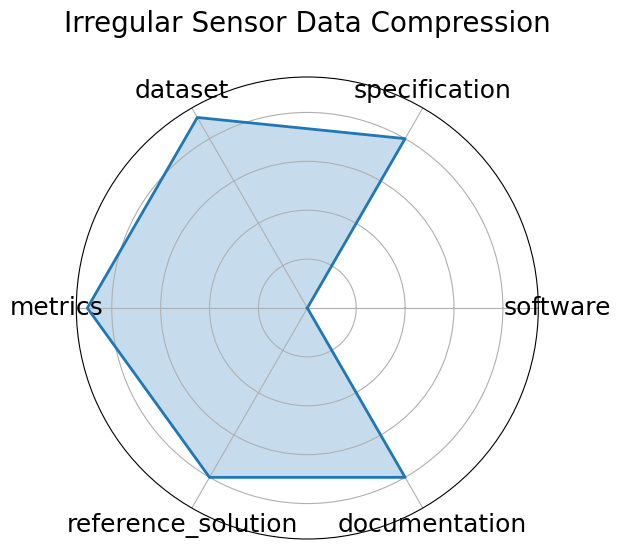 Irregular Sensor Data Compression
dataset
specification
metrics
software
reference_solution
documentation